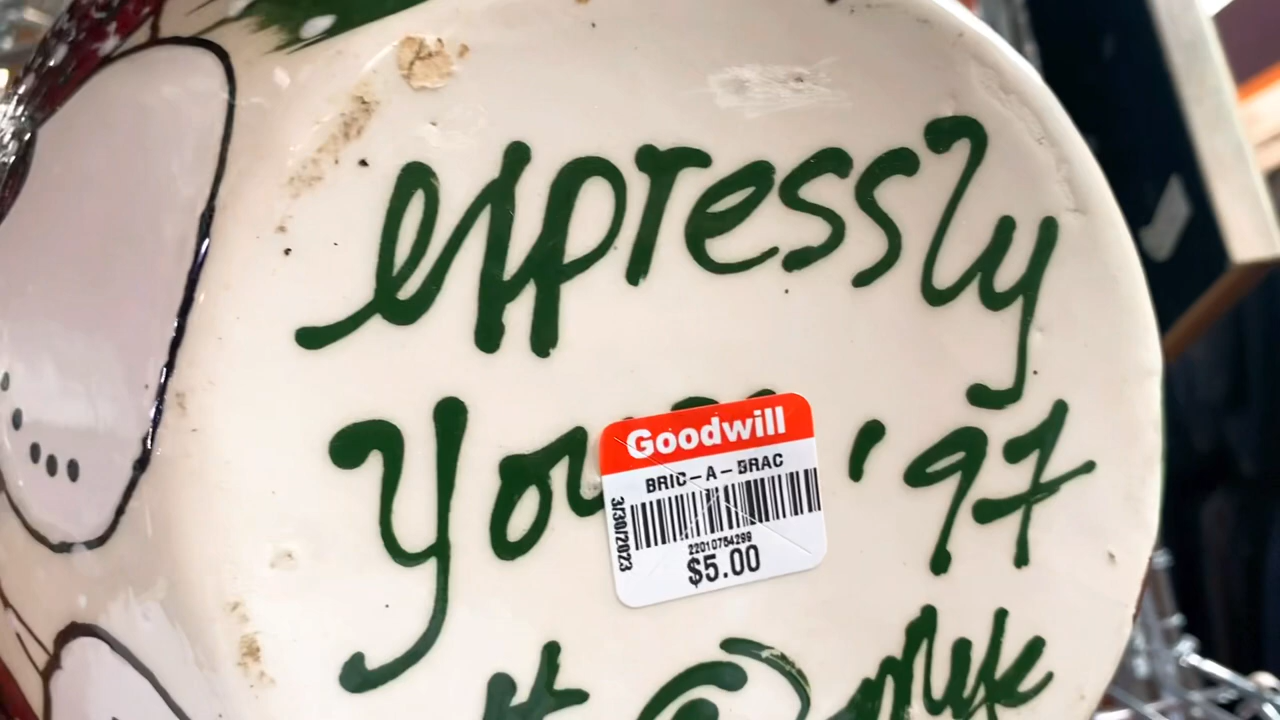 expressly
You '97
Goodwill
BRIC-A-BRAC
3/30/2023
22010754299
$5.00